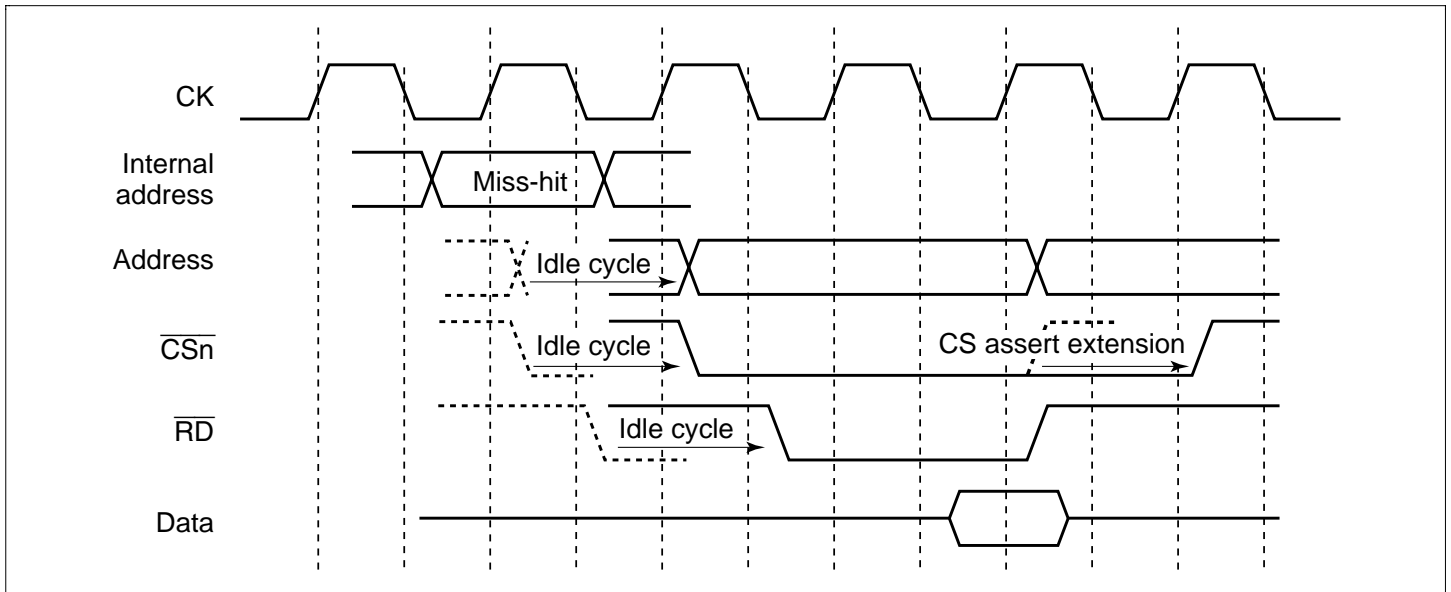 CK
Internal
address
Miss-hit
Address
Idle cycle
CSn
Idle cycle
CS assert extension
RD
Idle cycle
Data